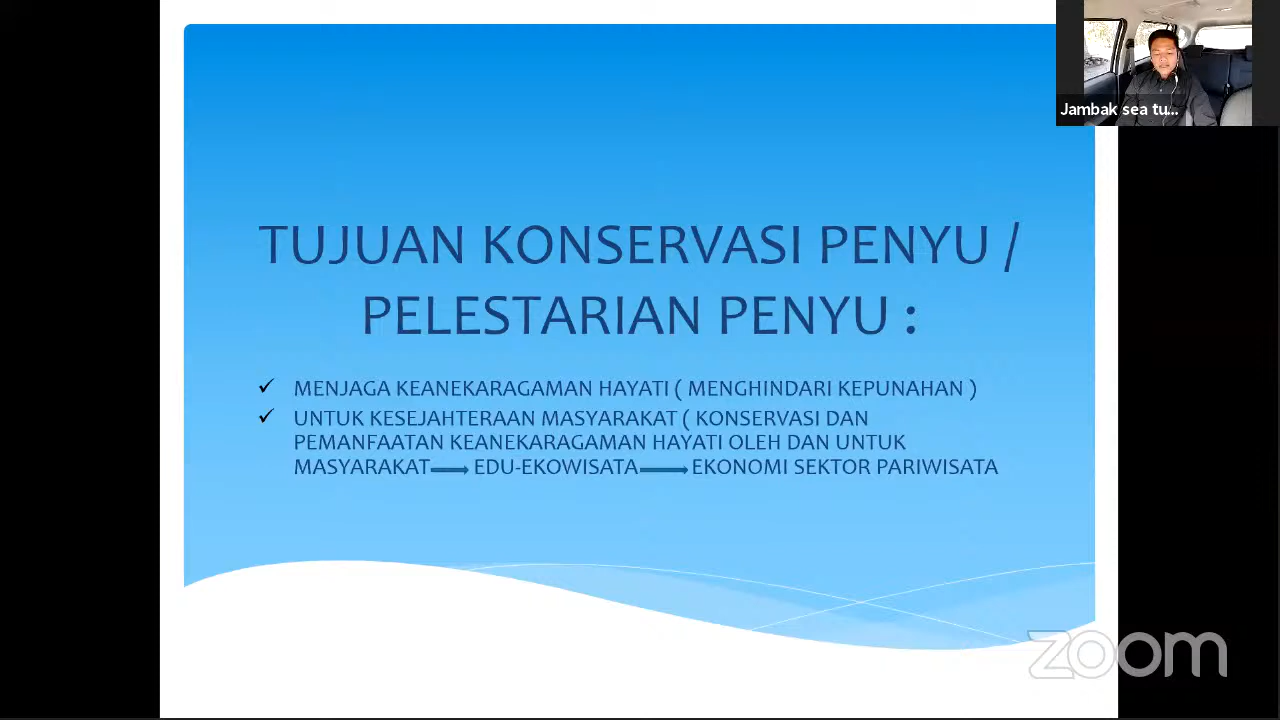 Jambak sea tu...
TUJUAN KONSERVASI PENYU /
PELESTARIAN PENYU :
MENJAGA KEANEKARAGAMAN HAYATI ( MENGHINDARI KEPUNAHAN )
UNTUK KESEJAHTERAAN MASYARAKAT ( KONSERVASI DAN
PEMANFAATAN KEANEKARAGAMAN HAYATI OLEH DAN UNTUK
MASYARAKAT EDU-EKOWISATA EKONOMI SEKTOR PARIWISATA
zoom